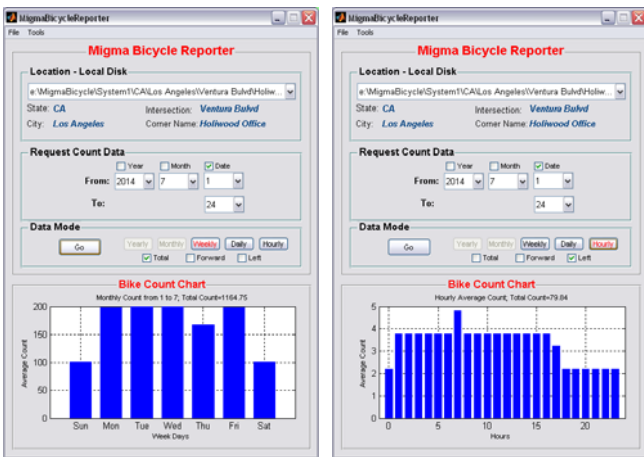 MigmaBicycleReporter
File Tools
Migma Bicycle Reporter
Location - Local Disk
e:\MigmaBicycle\System1\CA\Los Angeles\Ventura Bulvd\Holiw...
State: CA Intersection: Ventura Bulvd
City: Los Angeles Corner Name: Holiwood Office
Request Count Data
Year Month Date
From: 2014 7 1
To: 24
Data Mode
Go Yearly Monthly Weekly Daily Hourly
Total Forward Left
Bike Count Chart
Monthly Count from 1 to 7; Total Count=1164.75
200
150
100
50
0
Average Count
Sun Mon Tue Wed Thu Fri Sat
Week Days
MigmaBicycleReporter
File Tools
Migma Bicycle Reporter
Location - Local Disk
e:\MigmaBicycle\System1\CA\Los Angeles\Ventura Bulvd\Holiw...
State: CA Intersection: Ventura Bulvd
City: Los Angeles Corner Name: Holiwood Office
Request Count Data
Year Month Date
From: 2014 7 1
To: 24
Data Mode
Go Yearly Monthly Weekly Daily Hourly
Total Forward Left
Bike Count Chart
Hourly Average Count; Total Count=79.84
5
4
3
2
1
0
Average Count
0 5 10 15 20
Hours